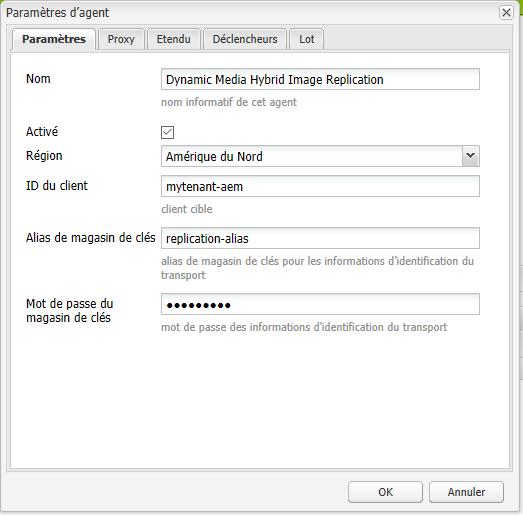 Paramètres d’agent
Paramètres Proxy Etendu Déclencheurs Lot
Nom Dynamic Media Hybrid Image Replication
nom informatif de cet agent
Activé
Région Amérique du Nord
ID du client mytenant-aem
client cible
Alias de magasin de clés replication-alias
alias de magasin de clés pour les informations d’identification du
transport
Mot de passe du
magasin de clés •••••••••
mot de passe des informations d’identification du transport
OK Annuler